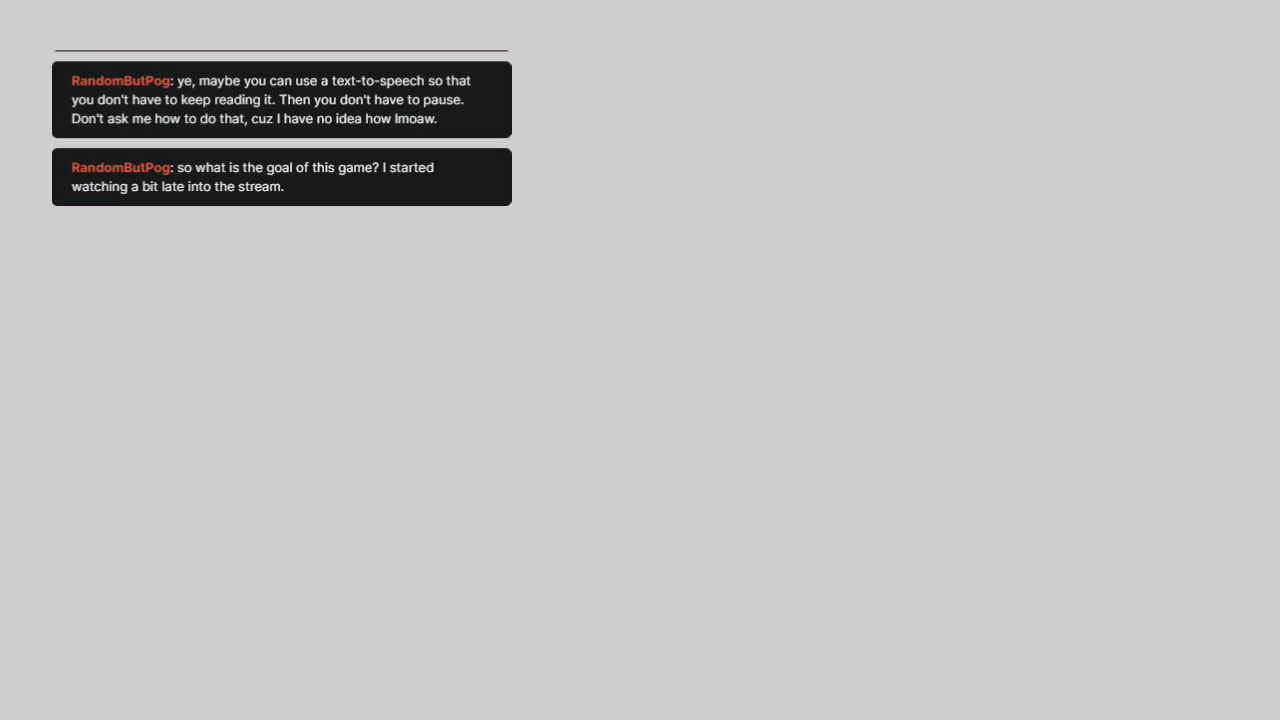 RandomButPog: ye, maybe you can use a text-to-speech so that
you don't have to keep reading it. Then you don't have to pause.
Don't ask me how to do that, cuz I have no idea how lmoaw.
RandomButPog: so what is the goal of this game? I started
watching a bit late into the stream.